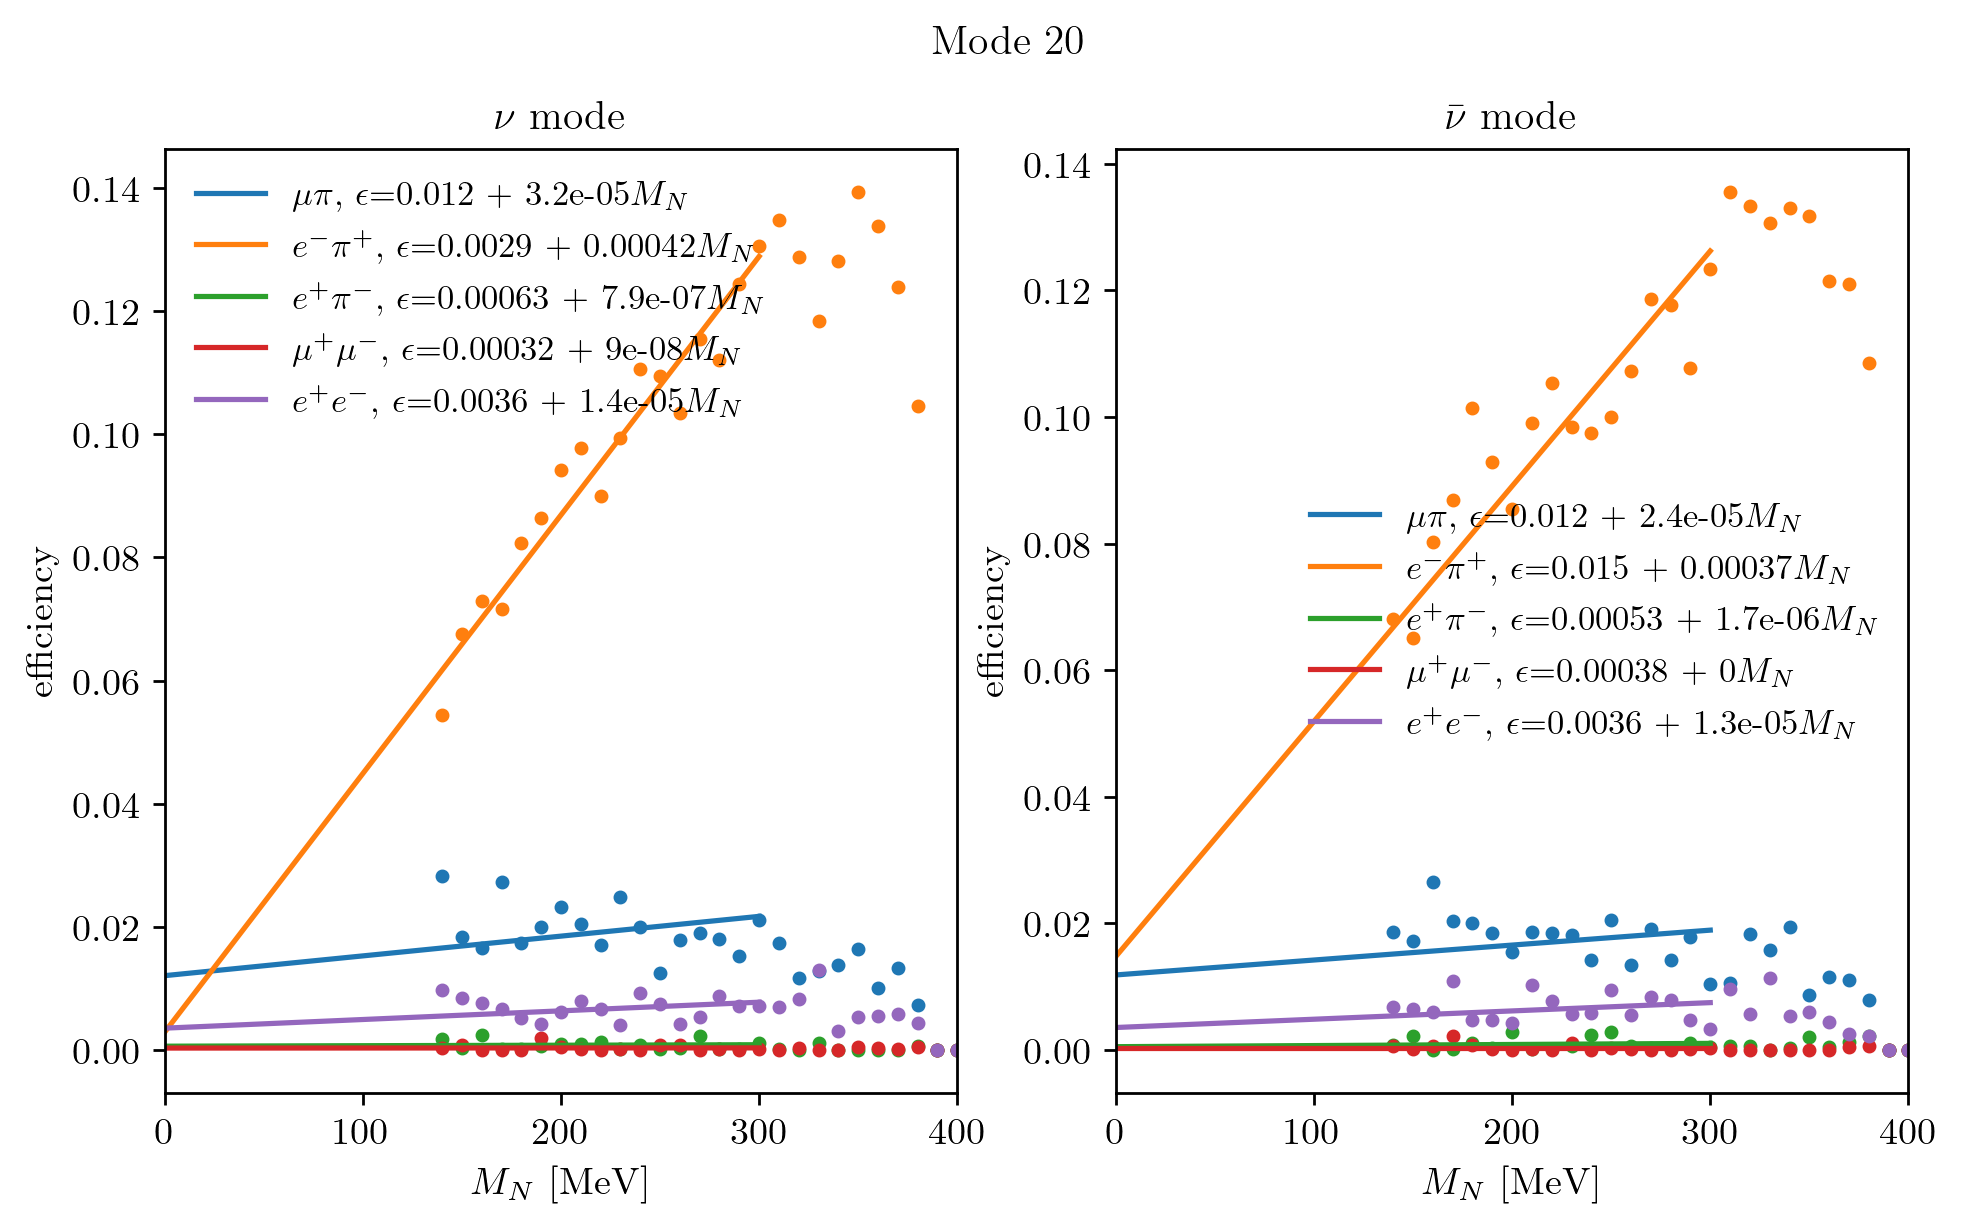 Mode 20
ν mode
efficiency
0.14
0.12
0.10
0.08
0.06
0.04
0.02
0.00
μπ, ϵ=0.012 + 3.2e-05M_N
e⁻π⁺, ϵ=0.0029 + 0.00042M_N
e⁺π⁻, ϵ=0.00063 + 7.9e-07M_N
μ⁺μ⁻, ϵ=0.00032 + 9e-08M_N
e⁺e⁻, ϵ=0.0036 + 1.4e-05M_N
0 100 200 300 400
M_N [MeV]
ν̄ mode
efficiency
0.14
0.12
0.10
0.08
0.06
0.04
0.02
0.00
μπ, ϵ=0.012 + 2.4e-05M_N
e⁻π⁺, ϵ=0.015 + 0.00037M_N
e⁺π⁻, ϵ=0.00053 + 1.7e-06M_N
μ⁺μ⁻, ϵ=0.00038 + 0M_N
e⁺e⁻, ϵ=0.0036 + 1.3e-05M_N
0 100 200 300 400
M_N [MeV]